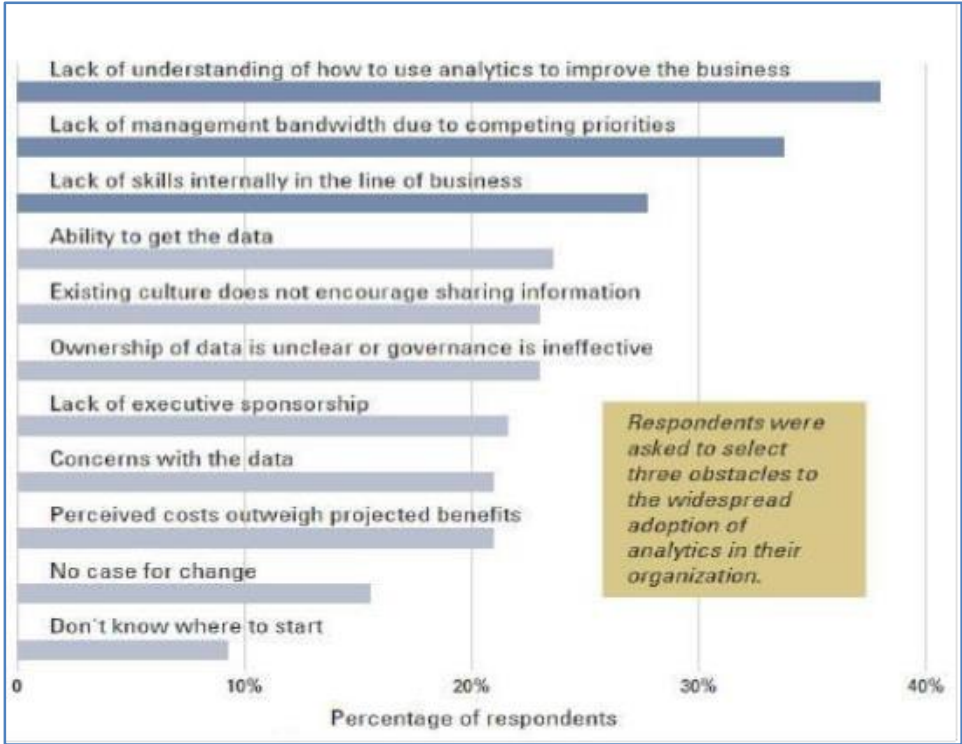 Lack of understanding of how to use analytics to improve the business
Lack of management bandwidth due to competing priorities
Lack of skills internally in the line of business
Ability to get the data
Existing culture does not encourage sharing information
Ownership of data is unclear or governance is ineffective
Lack of executive sponsorship
Concerns with the data
Perceived costs outweigh projected benefits
No case for change
Don't know where to start
Respondents were
asked to select
three obstacles to
the widespread
adoption of
analytics in their
organization.
0 10% 20% 30% 40%
Percentage of respondents